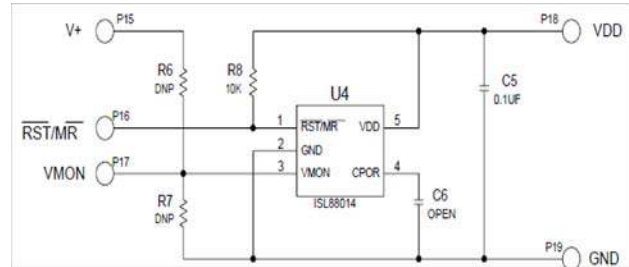 P15
V+
P18
VDD
R6
DNP
R8
10K
U4
C5
0.1UF
P16
RST/MR
1
RST/MR
VDD
5
2
GND
P17
VMON
3
VMON
CPOR
4
ISL88014
C6
OPEN
R7
DNP
P19
GND